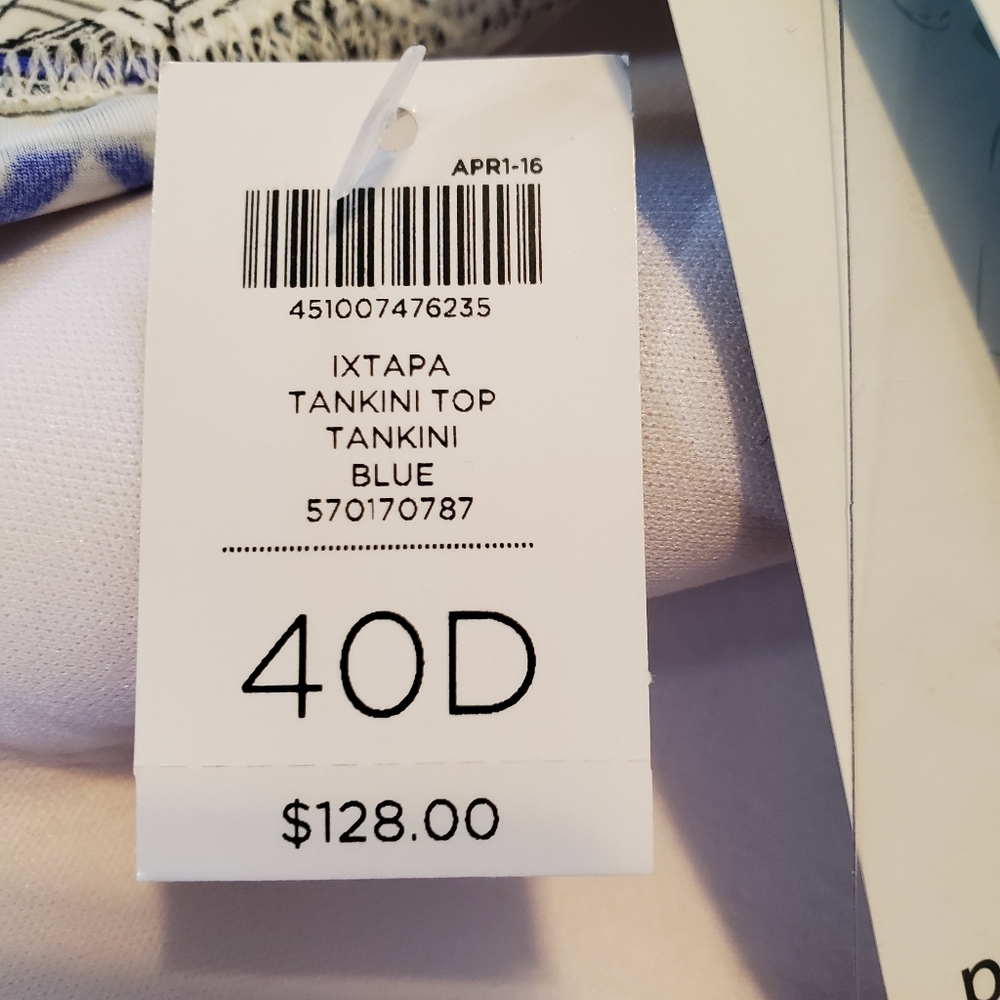 APR1-16
451007476235
IXTAPA
TANKINI TOP
TANKINI
BLUE
570170787
40D
$128.00
p